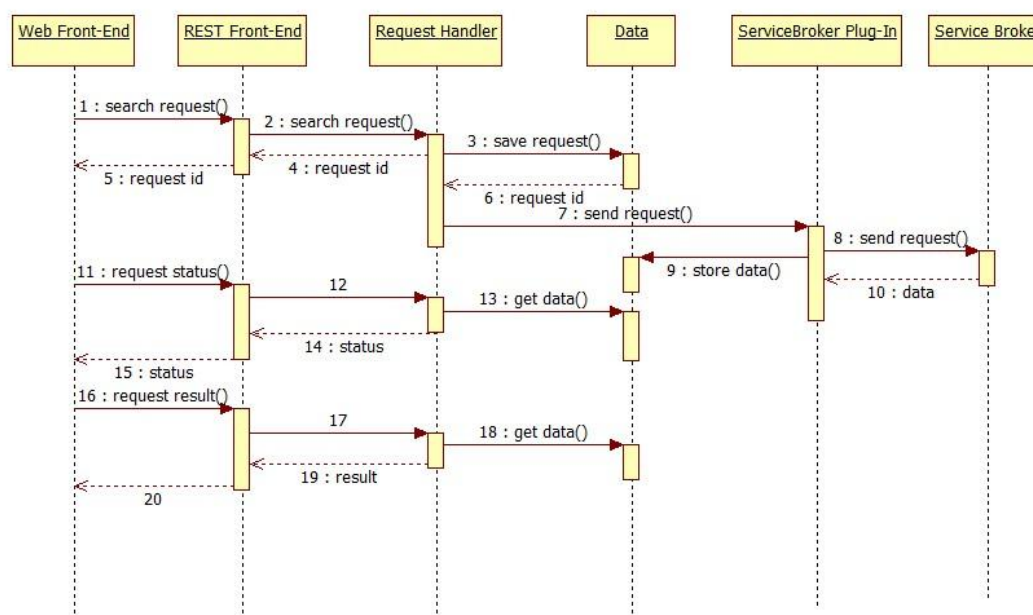 Web Front-End
REST Front-End
Request Handler
Data
ServiceBroker Plug-In
Service Broke
1 : search request()
2 : search request()
3 : save request()
4 : request id
5 : request id
6 : request id
7 : send request()
8 : send request()
9 : store data()
10 : data
11 : request status()
12
13 : get data()
14 : status
15 : status
16 : request result()
17
18 : get data()
19 : result
20